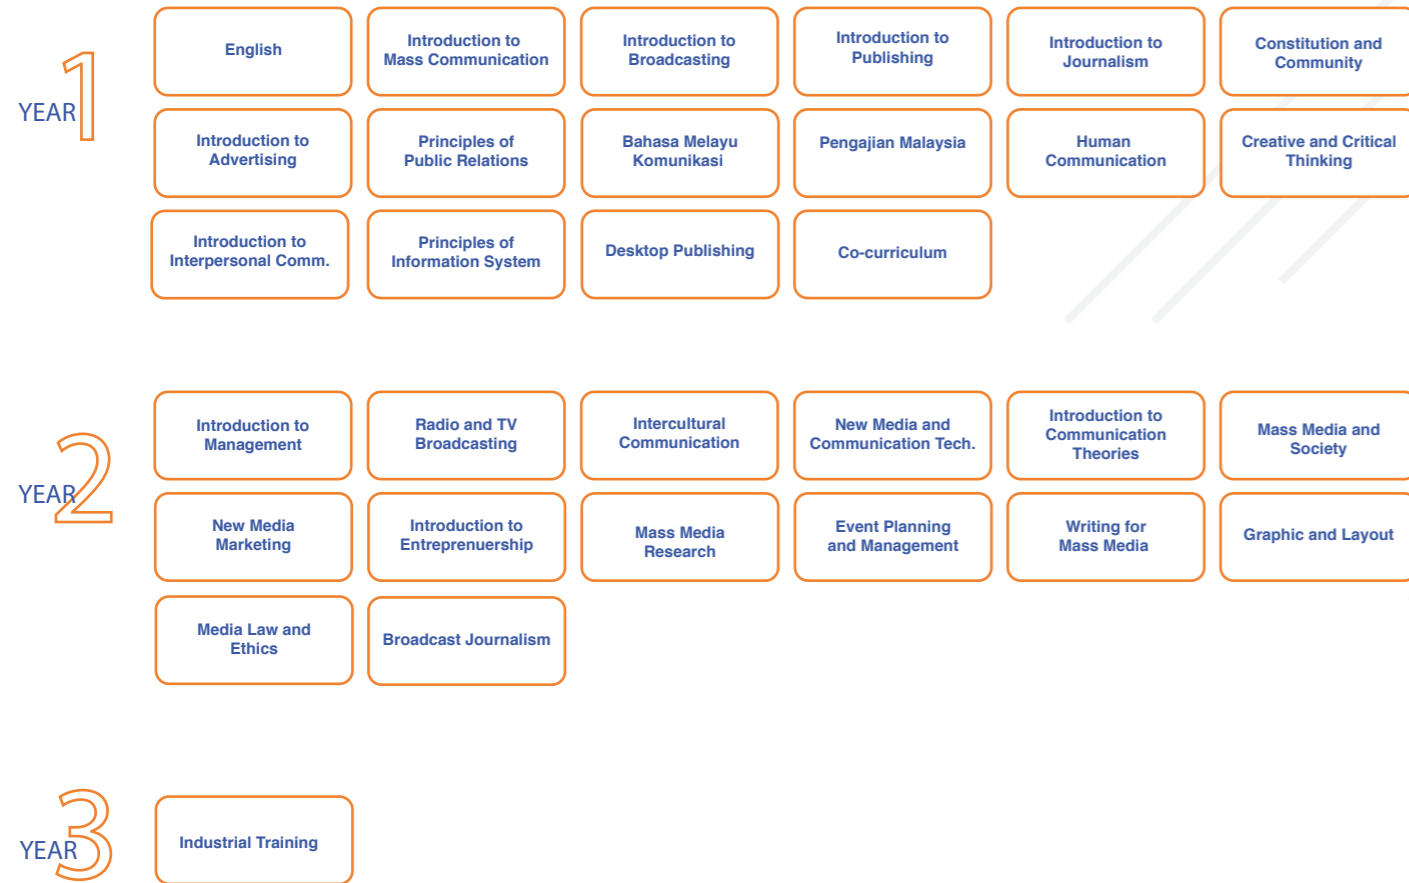 YEAR 1
English
Introduction to
Mass Communication
Introduction to
Broadcasting
Introduction to
Publishing
Introduction to
Journalism
Constitution and
Community
Introduction to
Advertising
Principles of
Public Relations
Bahasa Melayu
Komunikasi
Pengajian Malaysia
Human
Communication
Creative and Critical
Thinking
Introduction to
Interpersonal Comm.
Principles of
Information System
Desktop Publishing
Co-curriculum
YEAR 2
Introduction to
Management
Radio and TV
Broadcasting
Intercultural
Communication
New Media and
Communication Tech.
Introduction to
Communication
Theories
Mass Media and
Society
New Media
Marketing
Introduction to
Entreprenuership
Mass Media
Research
Event Planning
and Management
Writing for
Mass Media
Graphic and Layout
Media Law and
Ethics
Broadcast Journalism
YEAR 3
Industrial Training